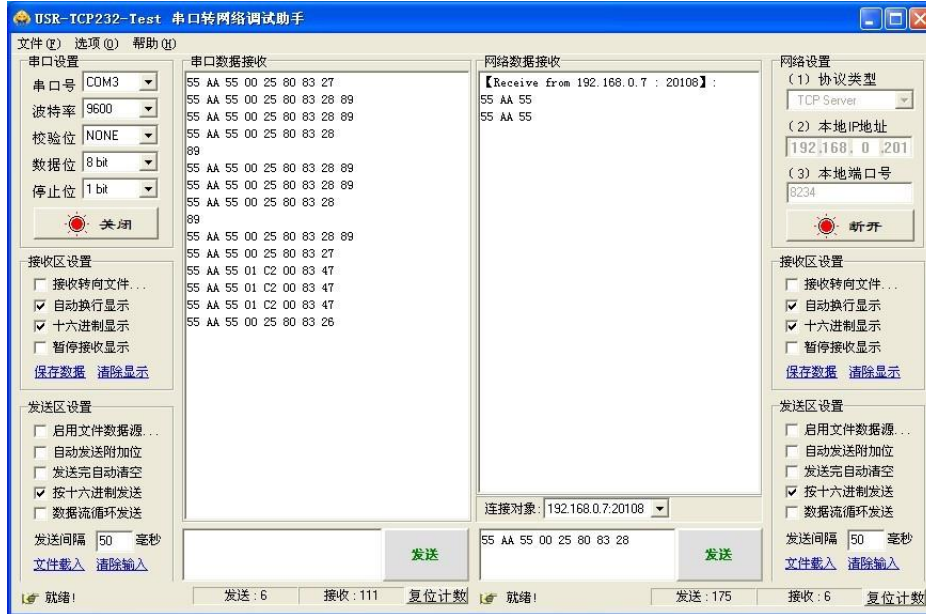 USR-TCP232-Test 串口转网络调试助手
文件(F) 选项(O) 帮助(H)
串口设置
串口号 COM3
波特率 9600
校验位 NONE
数据位 8 bit
停止位 1 bit
关闭
接收区设置
接收转向文件...
自动换行显示
十六进制显示
暂停接收显示
保存数据 清除显示
发送区设置
启用文件数据源...
自动发送附加位
发送完自动清空
按十六进制发送
数据流循环发送
发送间隔 50 毫秒
文件载入 清除输入
串口数据接收
55 AA 55 00 25 80 83 27
55 AA 55 00 25 80 83 28 89
55 AA 55 00 25 80 83 28 89
55 AA 55 00 25 80 83 28
89
55 AA 55 00 25 80 83 28 89
55 AA 55 00 25 80 83 28 89
55 AA 55 00 25 80 83 28
89
55 AA 55 00 25 80 83 28 89
55 AA 55 00 25 80 83 27
55 AA 55 01 C2 00 83 47
55 AA 55 01 C2 00 83 47
55 AA 55 01 C2 00 83 47
55 AA 55 00 25 80 83 26
发送
网络数据接收
【Receive from 192.168.0.7 : 20108】:
55 AA 55
55 AA 55
连接对象: 192.168.0.7:20108
55 AA 55 00 25 80 83 28
发送
网络设置
(1) 协议类型
TCP Server
(2) 本地IP地址
192.168. 0 .201
(3) 本地端口号
8234
断开
接收区设置
接收转向文件...
自动换行显示
十六进制显示
暂停接收显示
保存数据 清除显示
发送区设置
启用文件数据源...
自动发送附加位
发送完自动清空
按十六进制发送
数据流循环发送
发送间隔 50 毫秒
文件载入 清除输入
就绪! 发送:6 接收:111 复位计数
就绪! 发送:175 接收:6 复位计数